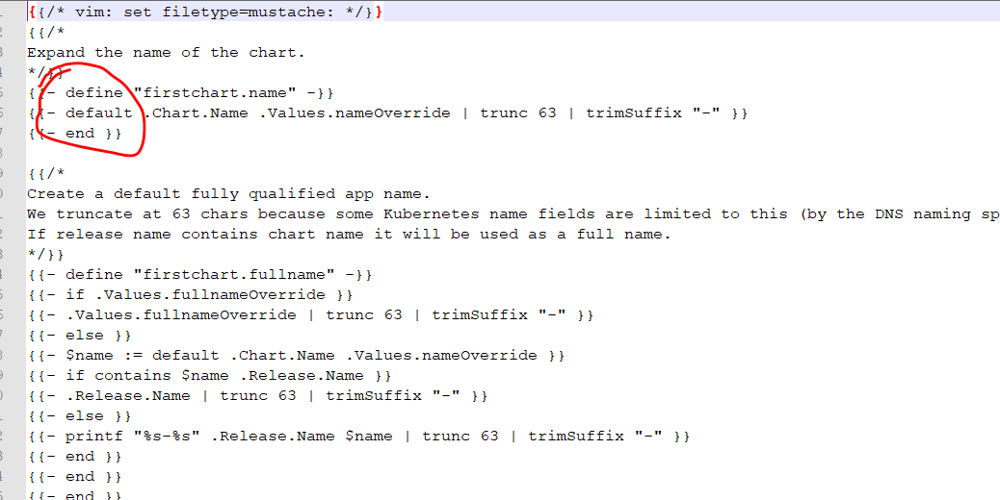 {{/* vim: set filetype=mustache: */}}
{{/*
Expand the name of the chart.
*/}}
{{- define "firstchart.name" -}}
{{- default .Chart.Name .Values.nameOverride | trunc 63 | trimSuffix "-" }}
{{- end }}
{{/*
Create a default fully qualified app name.
We truncate at 63 chars because some Kubernetes name fields are limited to this (by the DNS naming sp
If release name contains chart name it will be used as a full name.
*/}}
{{- define "firstchart.fullname" -}}
{{- if .Values.fullnameOverride }}
{{- .Values.fullnameOverride | trunc 63 | trimSuffix "-" }}
{{- else }}
{{- $name := default .Chart.Name .Values.nameOverride }}
{{- if contains $name .Release.Name }}
{{- .Release.Name | trunc 63 | trimSuffix "-" }}
{{- else }}
{{- printf "%s-%s" .Release.Name $name | trunc 63 | trimSuffix "-" }}
{{- end }}
{{- end }}
{{- end }}